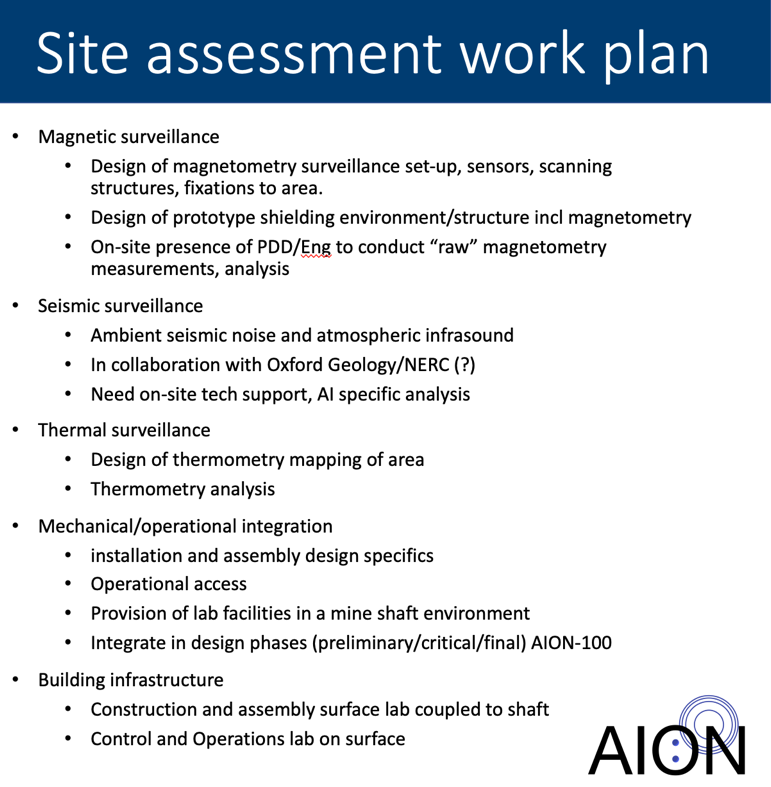 Site assessment work plan
• Magnetic surveillance
• Design of magnetometry surveillance set-up, sensors, scanning
structures, fixations to area.
• Design of prototype shielding environment/structure incl magnetometry
• On-site presence of PDD/Eng to conduct “raw” magnetometry
measurements, analysis
• Seismic surveillance
• Ambient seismic noise and atmospheric infrasound
• In collaboration with Oxford Geology/NERC (?)
• Need on-site tech support, AI specific analysis
• Thermal surveillance
• Design of thermometry mapping of area
• Thermometry analysis
• Mechanical/operational integration
• installation and assembly design specifics
• Operational access
• Provision of lab facilities in a mine shaft environment
• Integrate in design phases (preliminary/critical/final) AION-100
• Building infrastructure
• Construction and assembly surface lab coupled to shaft
• Control and Operations lab on surface
AION